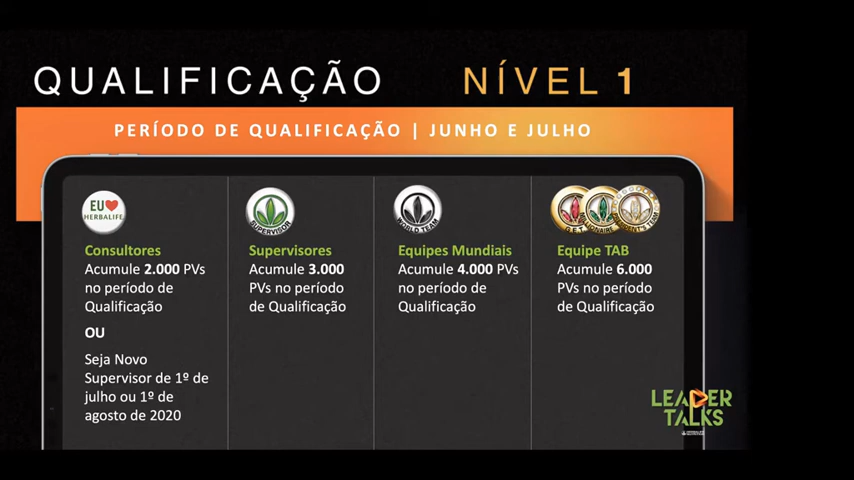 QUALIFICAÇÃO NÍVEL 1
PERÍODO DE QUALIFICAÇÃO | JUNHO E JULHO
EU
HERBALIFE
SUPERVISOR
WORLD TEAM
G.E.T.
Consultores
Acumule 2.000 PVs
no período de
Qualificação
OU
Seja Novo
Supervisor de 1º de
julho ou 1º de
agosto de 2020
Supervisores
Acumule 3.000
PVs no período
de Qualificação
Equipes Mundiais
Acumule 4.000 PVs
no período de
Qualificação
Equipe TAB
Acumule 6.000
PVs no período
de Qualificação
LEADER
TALKS